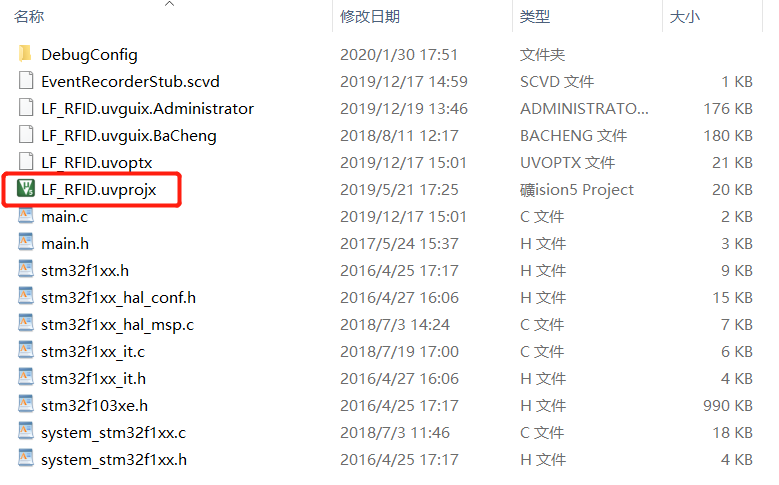 名称 修改日期 类型 大小
DebugConfig 2020/1/30 17:51 文件夹
EventRecorderStub.scvd 2019/12/17 14:59 SCVD 文件 1 KB
LF_RFID.uvguix.Administrator 2019/12/19 13:46 ADMINISTRATO... 176 KB
LF_RFID.uvguix.BaCheng 2018/8/11 12:17 BACHENG 文件 180 KB
LF_RFID.uvoptx 2019/12/17 15:01 UVOPTX 文件 21 KB
LF_RFID.uvprojx 2019/5/21 17:25 礦ision5 Project 20 KB
main.c 2019/12/17 15:01 C 文件 2 KB
main.h 2017/5/24 15:37 H 文件 3 KB
stm32f1xx.h 2016/4/25 17:17 H 文件 9 KB
stm32f1xx_hal_conf.h 2016/4/27 16:06 H 文件 15 KB
stm32f1xx_hal_msp.c 2018/7/3 14:24 C 文件 7 KB
stm32f1xx_it.c 2018/7/19 17:00 C 文件 6 KB
stm32f1xx_it.h 2016/4/27 16:06 H 文件 4 KB
stm32f103xe.h 2016/4/25 17:17 H 文件 990 KB
system_stm32f1xx.c 2018/7/3 11:46 C 文件 18 KB
system_stm32f1xx.h 2016/4/25 17:17 H 文件 4 KB